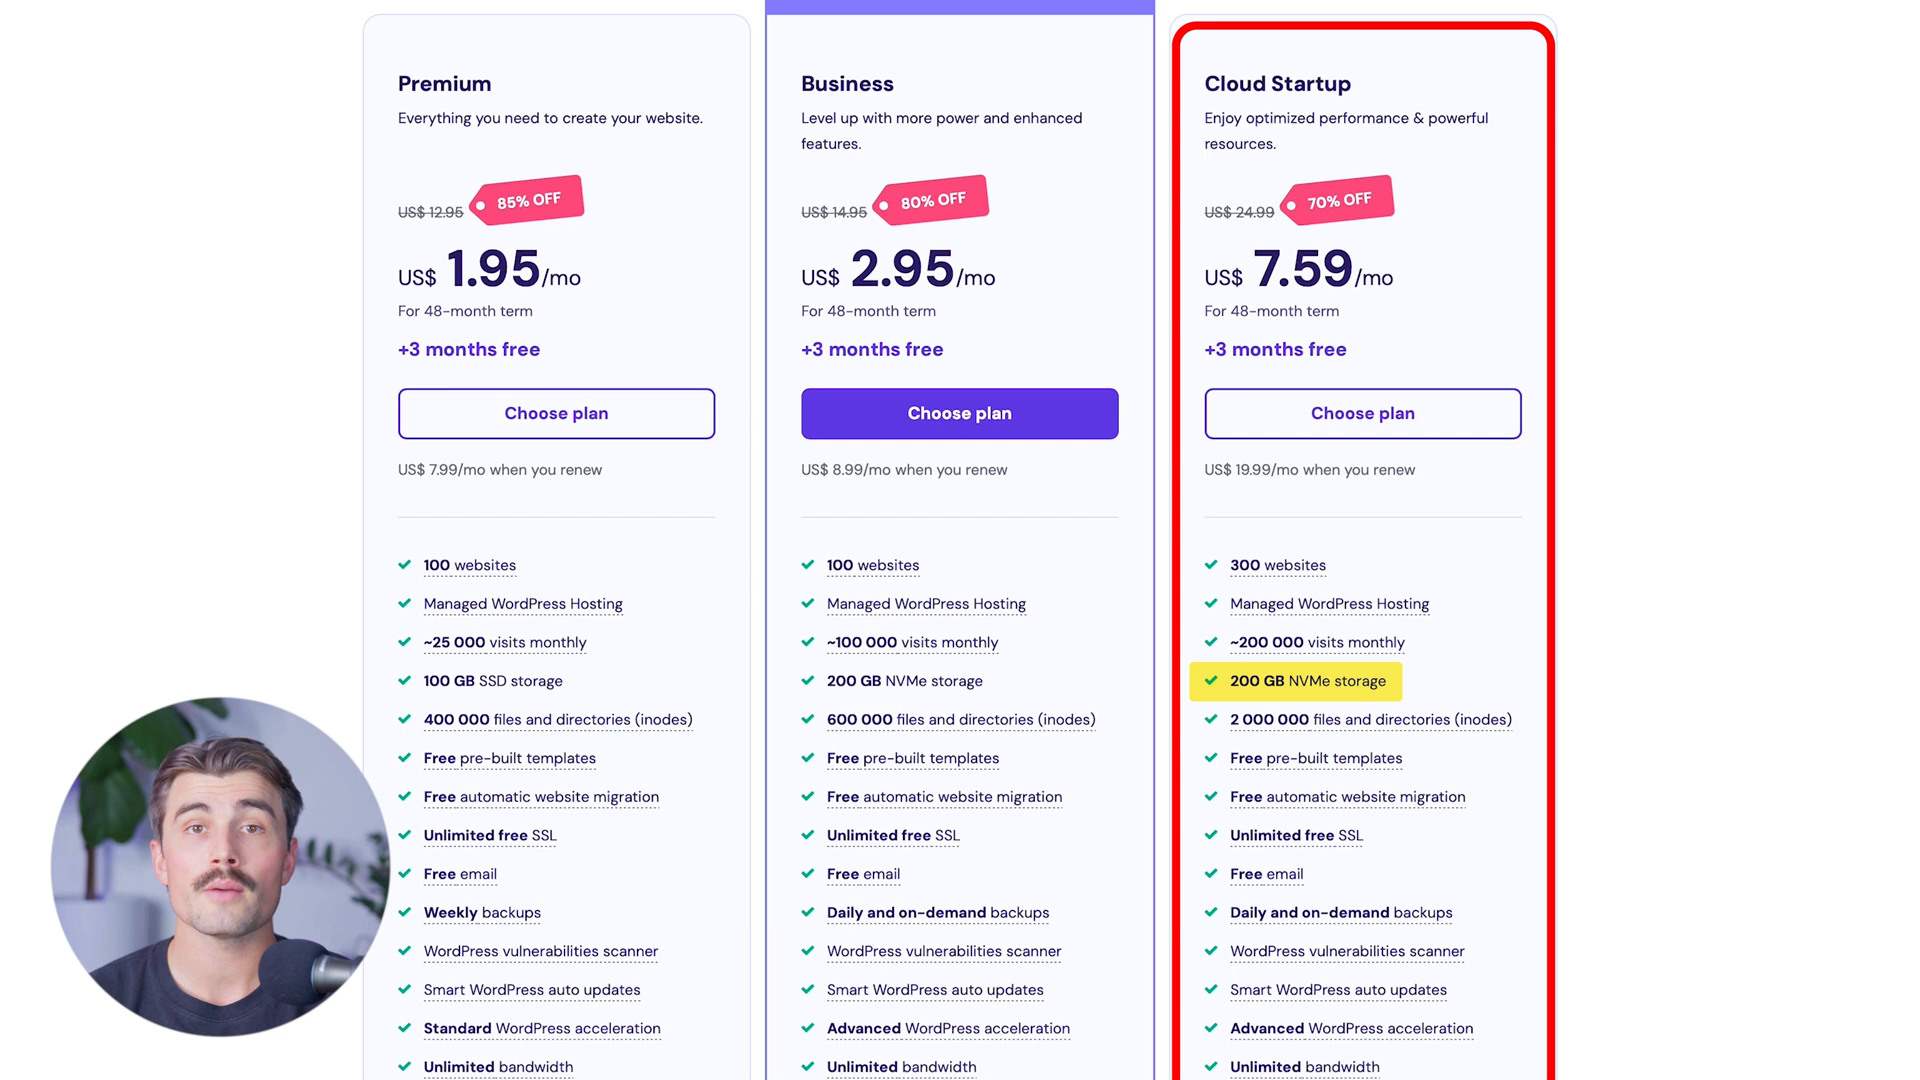 Premium
Everything you need to create your website.
US$ 12.95
85% OFF
US$ 1.95/mo
For 48-month term
+3 months free
Choose plan
US$ 7.99/mo when you renew
100 websites
Managed WordPress Hosting
~25 000 visits monthly
100 GB SSD storage
400 000 files and directories (inodes)
Free pre-built templates
Free automatic website migration
Unlimited free SSL
Free email
Weekly backups
WordPress vulnerabilities scanner
Smart WordPress auto updates
Standard WordPress acceleration
Unlimited bandwidth
Business
Level up with more power and enhanced
features.
US$ 14.95
80% OFF
US$ 2.95/mo
For 48-month term
+3 months free
Choose plan
US$ 8.99/mo when you renew
100 websites
Managed WordPress Hosting
~100 000 visits monthly
200 GB NVMe storage
600 000 files and directories (inodes)
Free pre-built templates
Free automatic website migration
Unlimited free SSL
Free email
Daily and on-demand backups
WordPress vulnerabilities scanner
Smart WordPress auto updates
Advanced WordPress acceleration
Unlimited bandwidth
Cloud Startup
Enjoy optimized performance & powerful
resources.
US$ 24.99
70% OFF
US$ 7.59/mo
For 48-month term
+3 months free
Choose plan
US$ 19.99/mo when you renew
300 websites
Managed WordPress Hosting
~200 000 visits monthly
200 GB NVMe storage
2 000 000 files and directories (inodes)
Free pre-built templates
Free automatic website migration
Unlimited free SSL
Free email
Daily and on-demand backups
WordPress vulnerabilities scanner
Smart WordPress auto updates
Advanced WordPress acceleration
Unlimited bandwidth